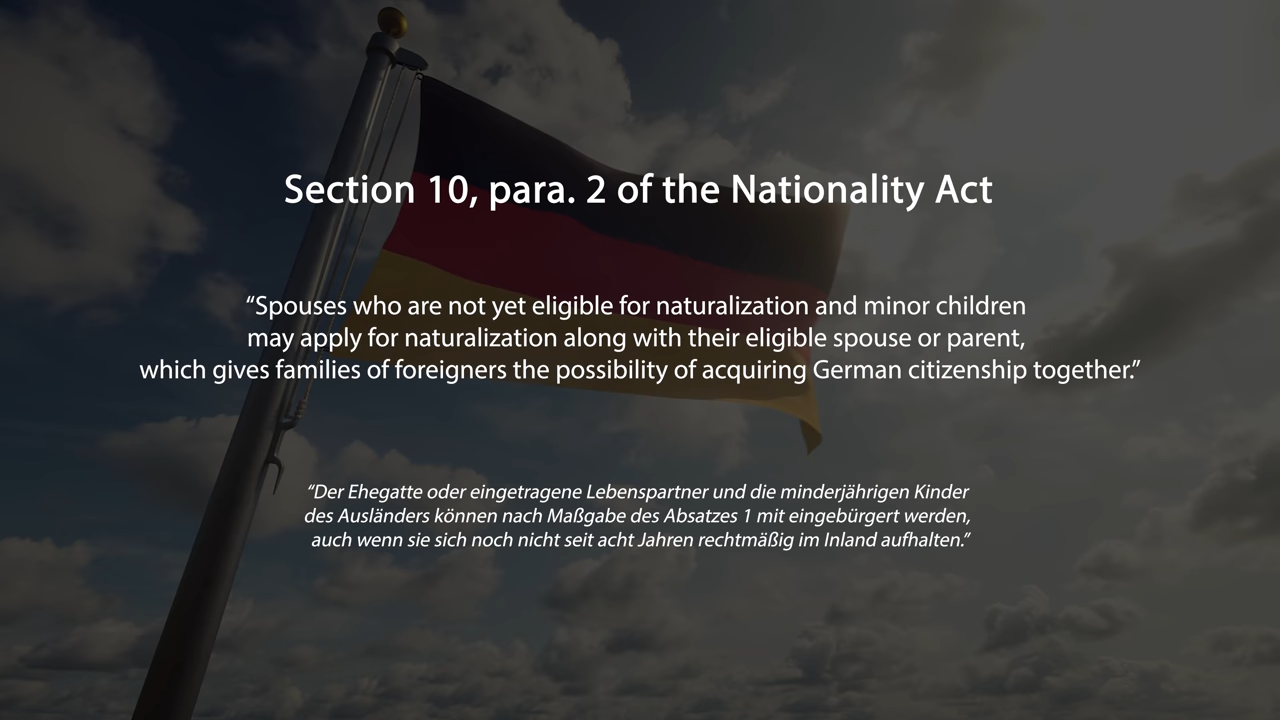 Section 10, para. 2 of the Nationality Act
“Spouses who are not yet eligible for naturalization and minor children
may apply for naturalization along with their eligible spouse or parent,
which gives families of foreigners the possibility of acquiring German citizenship together.”
“Der Ehegatte oder eingetragene Lebenspartner und die minderjährigen Kinder
des Ausländers können nach Maßgabe des Absatzes 1 mit eingebürgert werden,
auch wenn sie sich noch nicht seit acht Jahren rechtmäßig im Inland aufhalten.”